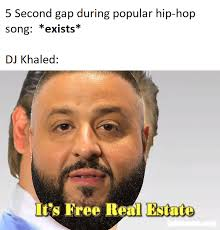 5 Second gap during popular hip-hop
song: *exists*
DJ Khaled:
It's Free Real Estate